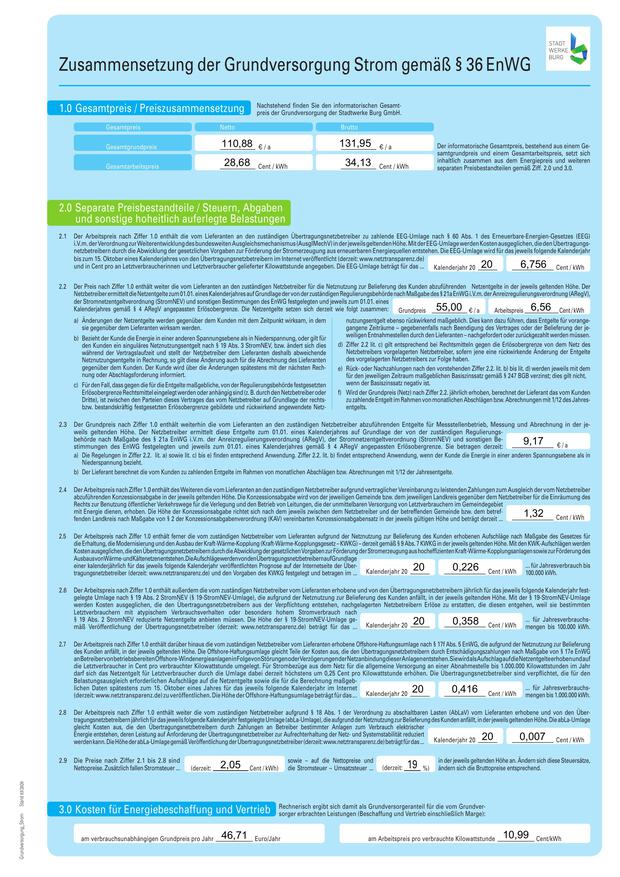 Zusammensetzung der Grundversorgung Strom gemäß § 36 EnWG
STADT
WERKE
BURG
1.0 Gesamtpreis / Preiszusammensetzung
Nachstehend finden Sie den informatorischen Gesamt-
preis der Grundversorgung der Stadtwerke Burg GmbH.
Gesamtpreis Netto Brutto
Gesamtgrundpreis 110,88 € / a 131,95 € / a
Gesamtarbeitspreis 28,68 Cent / kWh 34,13 Cent / kWh
Der informatorische Gesamtpreis, bestehend aus einem Ge-
samtgrundpreis und einem Gesamtarbeitspreis, setzt sich
inhaltlich zusammen aus dem Energiepreis und weiteren
separaten Preisbestandteilen gemäß Ziff. 2.0 und 3.0.
2.0 Separate Preisbestandteile / Steuern, Abgaben
und sonstige hoheitlich auferlegte Belastungen
2.1 Der Arbeitspreis nach Ziffer 1.0 enthält die vom Lieferanten an den zuständigen Übertragungsnetzbetreiber zu zahlende EEG-Umlage nach § 60 Abs. 1 des Erneuerbare-Energien-Gesetzes (EEG)
i.V.m. der Verordnung zur Weiterentwicklung des bundesweiten Ausgleichsmechanismus (AusglMechV) in der jeweils geltenden Höhe. Mit der EEG-Umlage werden Kosten ausgeglichen, die den Übertragungs-
netzbetreibern durch die Abwicklung der gesetzlichen Vorgaben zur Förderung der Stromerzeugung aus erneuerbaren Energiequellen entstehen. Die EEG-Umlage wird für das jeweils folgende Kalenderjahr
bis zum 15. Oktober eines Kalenderjahres von den Übertragungsnetzbetreibern im Internet veröffentlicht (derzeit: www.netztransparenz.de)
und in Cent pro an Letztverbraucherinnen und Letztverbraucher gelieferter Kilowattstunde angegeben. Die EEG-Umlage beträgt für das ... Kalenderjahr 20 20 6,756 Cent / kWh
2.2 Der Preis nach Ziffer 1.0 enthält die vom Lieferanten an den zuständigen Netzbetreiber für die Netznutzung zur Belieferung des Kunden abzuführenden Netzentgelte in der jeweils geltenden Höhe. Der
Netzbetreiber ermittelt die Netzentgelte zum 01.01. eines Kalenderjahres auf Grundlage der von der zuständigen Regulierungsbehörde nach Maßgabe des § 21a EnWG i.V.m. der Anreizregulierungsverordnung (ARegV),
der Stromnetzentgeltverordnung (StromNEV) und sonstigen Bestimmungen des EnWG festgelegten und jeweils zum 01.01. eines
Kalenderjahres gemäß § 4 ARegV angepassten Erlösobergrenze. Die Netzentgelte setzen sich derzeit wie folgt zusammen: Grundpreis 55,00 € / a Arbeitspreis 6,56 Cent / kWh
a) Änderungen der Netzentgelte werden gegenüber dem Kunden mit dem Zeitpunkt wirksam, in dem
sie gegenüber dem Lieferanten wirksam werden.
b) Bezieht der Kunde die Energie in einer anderen Spannungsebene als in Niederspannung, oder gilt für
den Kunden ein singuläres Netznutzungsentgelt nach § 19 Abs. 3 StromNEV, bzw. ändert sich dies
während der Vertragslaufzeit und stellt der Netzbetreiber dem Lieferanten deshalb abweichende
Netznutzungsentgelte in Rechnung, so gilt diese Änderung auch für die Abrechnung des Lieferanten
gegenüber dem Kunden. Der Kunde wird über die Änderungen spätestens mit der nächsten Rech-
nung oder Abschlagsforderung informiert.
c) Für den Fall, dass gegen die für die Entgelte maßgebliche, von der Regulierungsbehörde festgesetzten
Erlösobergrenze Rechtsmittel eingelegt werden oder anhängig sind (z. B. durch den Netzbetreiber oder
Dritte), ist zwischen den Parteien dieses Vertrages das vom Netzbetreiber auf Grundlage der rechts-
bzw. bestandskräftig festgesetzten Erlösobergrenze gebildete und rückwirkend angewendete Netz-
nutzungsentgelt ebenso rückwirkend maßgeblich. Dies kann dazu führen, dass Entgelte für vorange-
gangene Zeiträume – gegebenenfalls nach Beendigung des Vertrages oder der Belieferung der je-
weiligen Entnahmestellen durch den Lieferanten – nachgefordert oder zurückgezahlt werden müssen.
d) Ziffer 2.2 lit. c) gilt entsprechend bei Rechtsmitteln gegen die Erlösobergrenze von dem Netz des
Netzbetreibers vorgelagerten Netzbetreiber, sofern jene eine rückwirkende Änderung der Entgelte
des vorgelagerten Netzbetreibers zur Folge haben.
e) Rück- oder Nachzahlungen nach den vorstehenden Ziffer 2.2. lit. b) bis lit. d) werden jeweils mit dem
für den jeweiligen Zeitraum maßgeblichen Basiszinssatz gemäß § 247 BGB verzinst; dies gilt nicht,
wenn der Basiszinssatz negativ ist.
f) Wird der Grundpreis (Netz) nach Ziffer 2.2. jährlich erhoben, berechnet der Lieferant das vom Kunden
zu zahlende Entgelt im Rahmen von monatlichen Abschlägen bzw. Abrechnungen mit 1/12 des Jahres-
entgelts.
2.3 Der Grundpreis nach Ziffer 1.0 enthält weiterhin die vom Lieferanten an den zuständigen Netzbetreiber abzuführenden Entgelte für Messstellenbetrieb, Messung und Abrechnung in der je-
weils geltenden Höhe. Der Netzbetreiber ermittelt diese Entgelte zum 01.01. eines Kalenderjahres auf Grundlage der von der zuständigen Regulierungs-
behörde nach Maßgabe des § 21a EnWG i.V.m. der Anreizregulierungsverordnung (ARegV), der Stromnetzentgeltverordnung (StromNEV) und sonstigen Be-
stimmungen des EnWG festgelegten und jeweils zum 01.01. eines Kalenderjahres gemäß § 4 ARegV angepassten Erlösobergrenze. Sie betragen derzeit: 9,17 € / a
a) Die Regelungen in Ziffer 2.2. lit. a) sowie lit. c) bis e) finden entsprechend Anwendung. Ziffer 2.2. lit. b) findet entsprechend Anwendung, wenn der Kunde die Energie in einer anderen Spannungsebene als in
Niederspannung bezieht.
b) Der Lieferant berechnet die vom Kunden zu zahlenden Entgelte im Rahmen von monatlichen Abschlägen bzw. Abrechnungen mit 1/12 der Jahresentgelte.
2.4 Der Arbeitspreis nach Ziffer 1.0 enthält des Weiteren die vom Lieferanten an den zuständigen Netzbetreiber aufgrund vertraglicher Vereinbarung zu leistenden Zahlungen zum Ausgleich der vom Netzbetreiber
abzuführenden Konzessionsabgabe in der jeweils geltenden Höhe. Die Konzessionsabgabe wird von der jeweiligen Gemeinde bzw. dem jeweiligen Landkreis gegenüber dem Netzbetreiber für die Einräumung des
Rechts zur Benutzung öffentlicher Verkehrswege für die Verlegung und den Betrieb von Leitungen, die der unmittelbaren Versorgung von Letztverbrauchern im Gemeindegebiet
mit Energie dienen, erhoben. Die Höhe der Konzessionsabgabe richtet sich nach dem jeweils zwischen dem Netzbetreiber und der betreffenden Gemeinde bzw. dem betref-
fenden Landkreis nach Maßgabe von § 2 der Konzessionsabgabenverordnung (KAV) vereinbarten Konzessionsabgabensatz in der jeweils gültigen Höhe und beträgt derzeit ... 1,32 Cent / kWh
2.5 Der Arbeitspreis nach Ziffer 1.0 enthält ferner die vom zuständigen Netzbetreiber vom Lieferanten aufgrund der Netznutzung zur Belieferung des Kunden erhobenen Aufschläge nach Maßgabe des Gesetzes für
die Erhaltung, die Modernisierung und den Ausbau der Kraft-Wärme-Kopplung (Kraft-Wärme-Kopplungsgesetz - KWKG) – derzeit gemäß § 9 Abs. 7 KWKG in der jeweils geltenden Höhe. Mit den KWK-Aufschlägen werden
Kosten ausgeglichen, die den Übertragungsnetzbetreibern durch die Abwicklung der gesetzlichen Vorgaben zur Förderung der Stromerzeugung aus hocheffizienten Kraft-Wärme-Kopplungsanlagen sowie zur Förderung des
Ausbaus von Wärme- und Kältenetzen entstehen. Die Aufschläge werden von den Übertragungsnetzbetreibern auf Grundlage
einer kalenderjährlich für das jeweils folgende Kalenderjahr veröffentlichten Prognose auf der Internetseite der Über-
tragungsnetzbetreiber (derzeit: www.netztransparenz.de) und den Vorgaben des KWKG festgelegt und betragen im ... Kalenderjahr 20 20 0,226 Cent / kWh ... für Jahresverbrauch bis
100.000 kWh.
2.6 Der Arbeitspreis nach Ziffer 1.0 enthält außerdem die vom zuständigen Netzbetreiber vom Lieferanten erhobene und von den Übertragungsnetzbetreibern jährlich für das jeweils folgende Kalenderjahr fest-
gelegte Umlage nach § 19 Abs. 2 StromNEV (§ 19 StromNEV-Umlage), die aufgrund der Netznutzung zur Belieferung des Kunden anfällt, in der jeweils geltenden Höhe. Mit der § 19-StromNEV-Umlage
werden Kosten ausgeglichen, die den Übertragungsnetzbetreibern aus der Verpflichtung entstehen, nachgelagerten Netzbetreibern Erlöse zu erstatten, die diesen entgehen, weil sie bestimmten
Letztverbrauchern mit atypischem Verbrauchsverhalten oder besonders hohem Stromverbrauch nach
§ 19 Abs. 2 StromNEV reduzierte Netzentgelte anbieten müssen. Die Höhe der § 19-StromNEV-Umlage ge-
mäß Veröffentlichung der Übertragungsnetzbetreiber (derzeit: www.netztransparenz.de) beträgt für das ... Kalenderjahr 20 20 0,358 Cent / kWh ... für Jahresverbrauchs-
mengen bis 100.000 kWh.
2.7 Der Arbeitspreis nach Ziffer 1.0 enthält darüber hinaus die vom zuständigen Netzbetreiber vom Lieferanten erhobene Offshore-Haftungsumlage nach § 17f Abs. 5 EnWG, die aufgrund der Netznutzung zur Belieferung
des Kunden anfällt, in der jeweils geltenden Höhe. Die Offshore-Haftungsumlage gleicht Teile der Kosten aus, die den Übertragungsnetzbetreibern durch Entschädigungszahlungen nach Maßgabe von § 17e EnWG
an Betreiber von betriebsbereiten Offshore-Windenergieanlagen in Folge von Störungen oder Verzögerungen der Netzanbindung dieser Anlagen entstehen. Sie wird als Aufschlag auf die Netzentgelte erhoben und auf
die Letztverbraucher in Cent pro verbrauchter Kilowattstunde umgelegt. Für Strombezüge aus dem Netz für die allgemeine Versorgung an einer Abnahmestelle bis 1.000.000 Kilowattstunden im Jahr
darf sich das Netzentgelt für Letztverbraucher durch die Umlage dabei derzeit höchstens um 0,25 Cent pro Kilowattstunde erhöhen. Die Übertragungsnetzbetreiber sind verpflichtet, die für den
Belastungsausgleich erforderlichen Aufschläge auf die Netzentgelte sowie die für die Berechnung maßgeb-
lichen Daten spätestens zum 15. Oktober eines Jahres für das jeweils folgende Kalenderjahr im Internet
(derzeit: www.netztransparenz.de) zu veröffentlichen. Die Höhe der Offshore-Haftungsumlage beträgt für das ... Kalenderjahr 20 20 0,416 Cent / kWh ... für Jahresverbrauchs-
mengen bis 1.000.000 kWh.
2.8 Der Arbeitspreis nach Ziffer 1.0 enthält weiter die vom zuständigen Netzbetreiber aufgrund § 18 Abs. 1 der Verordnung zu abschaltbaren Lasten (AbLaV) vom Lieferanten erhobene und von den Über-
tragungsnetzbetreibern jährlich für das jeweils folgende Kalenderjahr festgelegte Umlage (abLa-Umlage), die aufgrund der Netznutzung zur Belieferung des Kunden anfällt, in der jeweils geltenden Höhe. Die abLa-Umlage
gleicht Kosten aus, die den Übertragungsnetzbetreibern durch Zahlungen an Betreiber bestimmter Anlagen zum Verbrauch elektrischer
Energie entstehen, deren Leistung auf Anforderung der Übertragungsnetzbetreiber zur Aufrechterhaltung der Netz- und Systemstabilität reduziert
werden kann. Die Höhe der abLa-Umlage gemäß Veröffentlichung der Übertragungsnetzbetreiber (derzeit: www.netztransparenz.de) beträgt für das ... Kalenderjahr 20 20 0,007 Cent / kWh
2.9 Die Preise nach Ziffer 2.1 bis 2.8 sind
Nettopreise. Zusätzlich fallen Stromsteuer ... (derzeit: 2,05 Cent / kWh) sowie – auf die Nettopreise und
die Stromsteuer – Umsatzsteuer ... (derzeit: 19 %) in der jeweils geltenden Höhe an. Ändern sich diese Steuersätze,
ändern sich die Bruttopreise entsprechend.
3.0 Kosten für Energiebeschaffung und Vertrieb
Rechnerisch ergibt sich damit als Grundversorgeranteil für die vom Grundver-
sorger erbrachten Leistungen (Beschaffung und Vertrieb einschließlich Marge):
am verbrauchsunabhängigen Grundpreis pro Jahr 46,71 Euro/Jahr
am Arbeitspreis pro verbrauchte Kilowattstunde 10,99 Cent/kWh